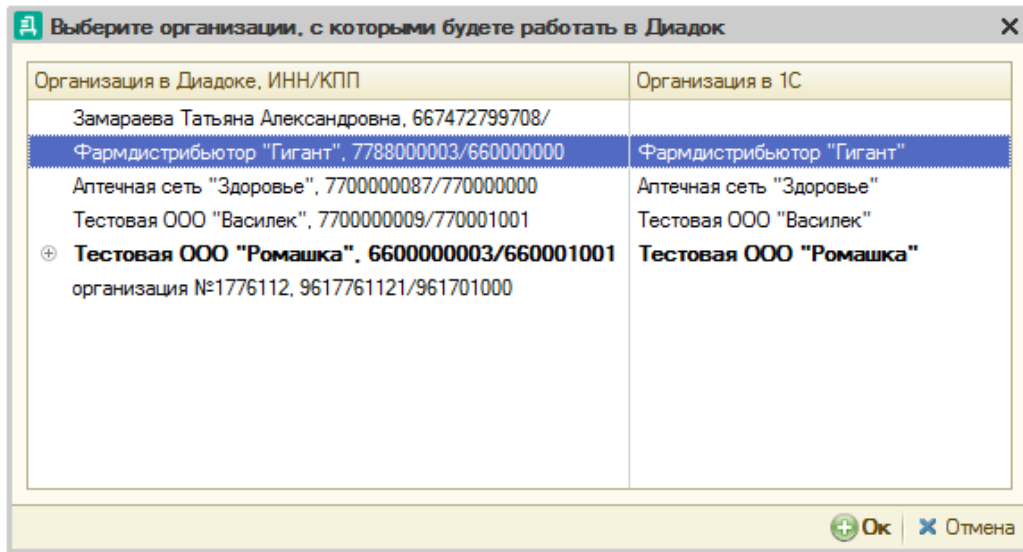 Выберите организации, с которыми будете работать в Диадок
Организация в Диадоке, ИНН/КПП Организация в 1С
Замараева Татьяна Александровна, 667472799708/
Фармдистрибьютор "Гигант", 7788000003/660000000 Фармдистрибьютор "Гигант"
Аптечная сеть "Здоровье", 7700000087/770000000 Аптечная сеть "Здоровье"
Тестовая ООО "Василек", 7700000009/770001001 Тестовая ООО "Василек"
Тестовая ООО "Ромашка", 6600000003/660001001 Тестовая ООО "Ромашка"
организация №1776112, 9617761121/961701000
Ок Отмена